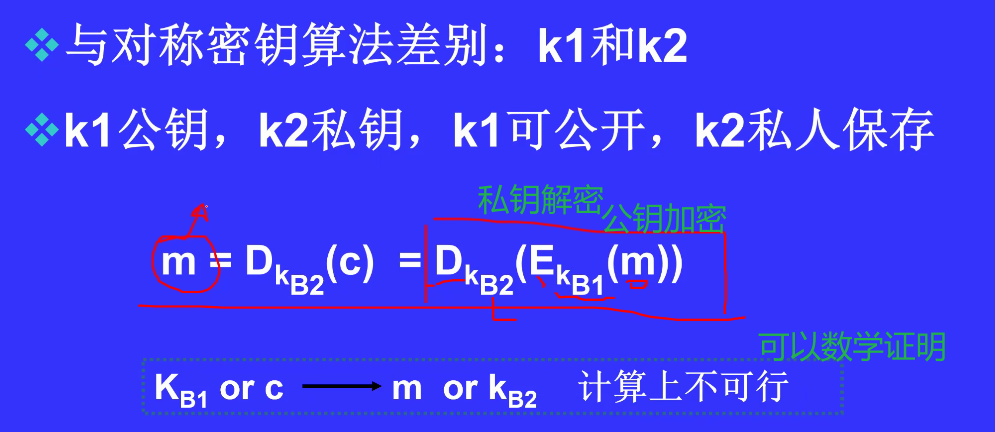 ❖与对称密钥算法差别：k1和k2
❖k1公钥，k2私钥，k1可公开，k2私人保存
私钥解密 公钥加密
m = D_{k_{B2}}(c) = D_{k_{B2}}(E_{k_{B1}}(m))
可以数学证明
K_{B1} or c → m or k_{B2} 计算上不可行